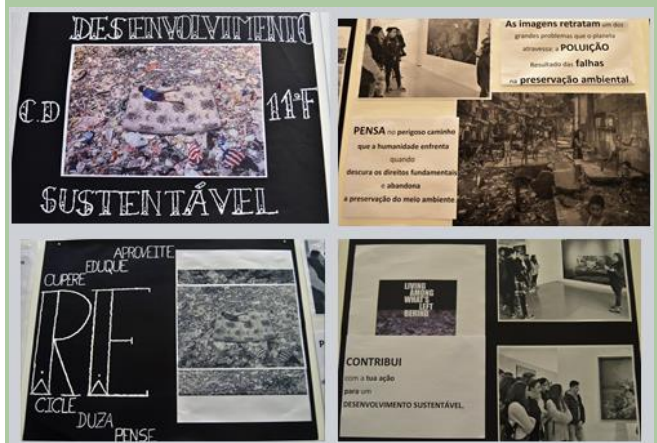 DESENVOLVIMENTO
C.D
11ºF
SUSTENTÁVEL
As imagens retratam um dos
grandes problemas que o planeta
atravessa: a POLUIÇÃO
Resultado das falhas
na preservação ambiental
PENSA no perigoso caminho
que a humanidade enfrenta
quando
descura os direitos fundamentais
e abandona
a preservação do meio ambiente
APROVEITE
EDUQUE
CUPERE
RE
CICLE
DUZA
PENSE
LIVING
AMONG
WHAT'S
LEFT
BEHIND
CONTRIBUI
com a tua ação
para um
DESENVOLVIMENTO SUSTENTÁVEL.